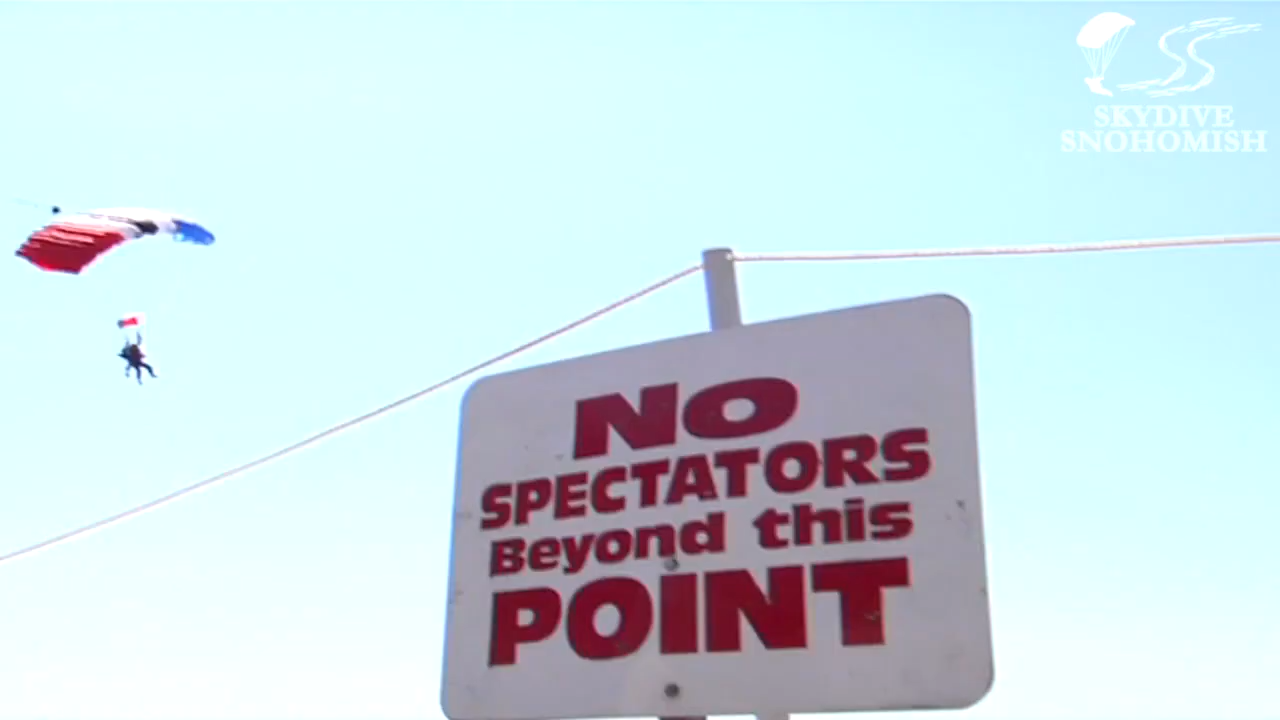 SKYDIVE
SNOHOMISH
NO
SPECTATORS
Beyond this
POINT